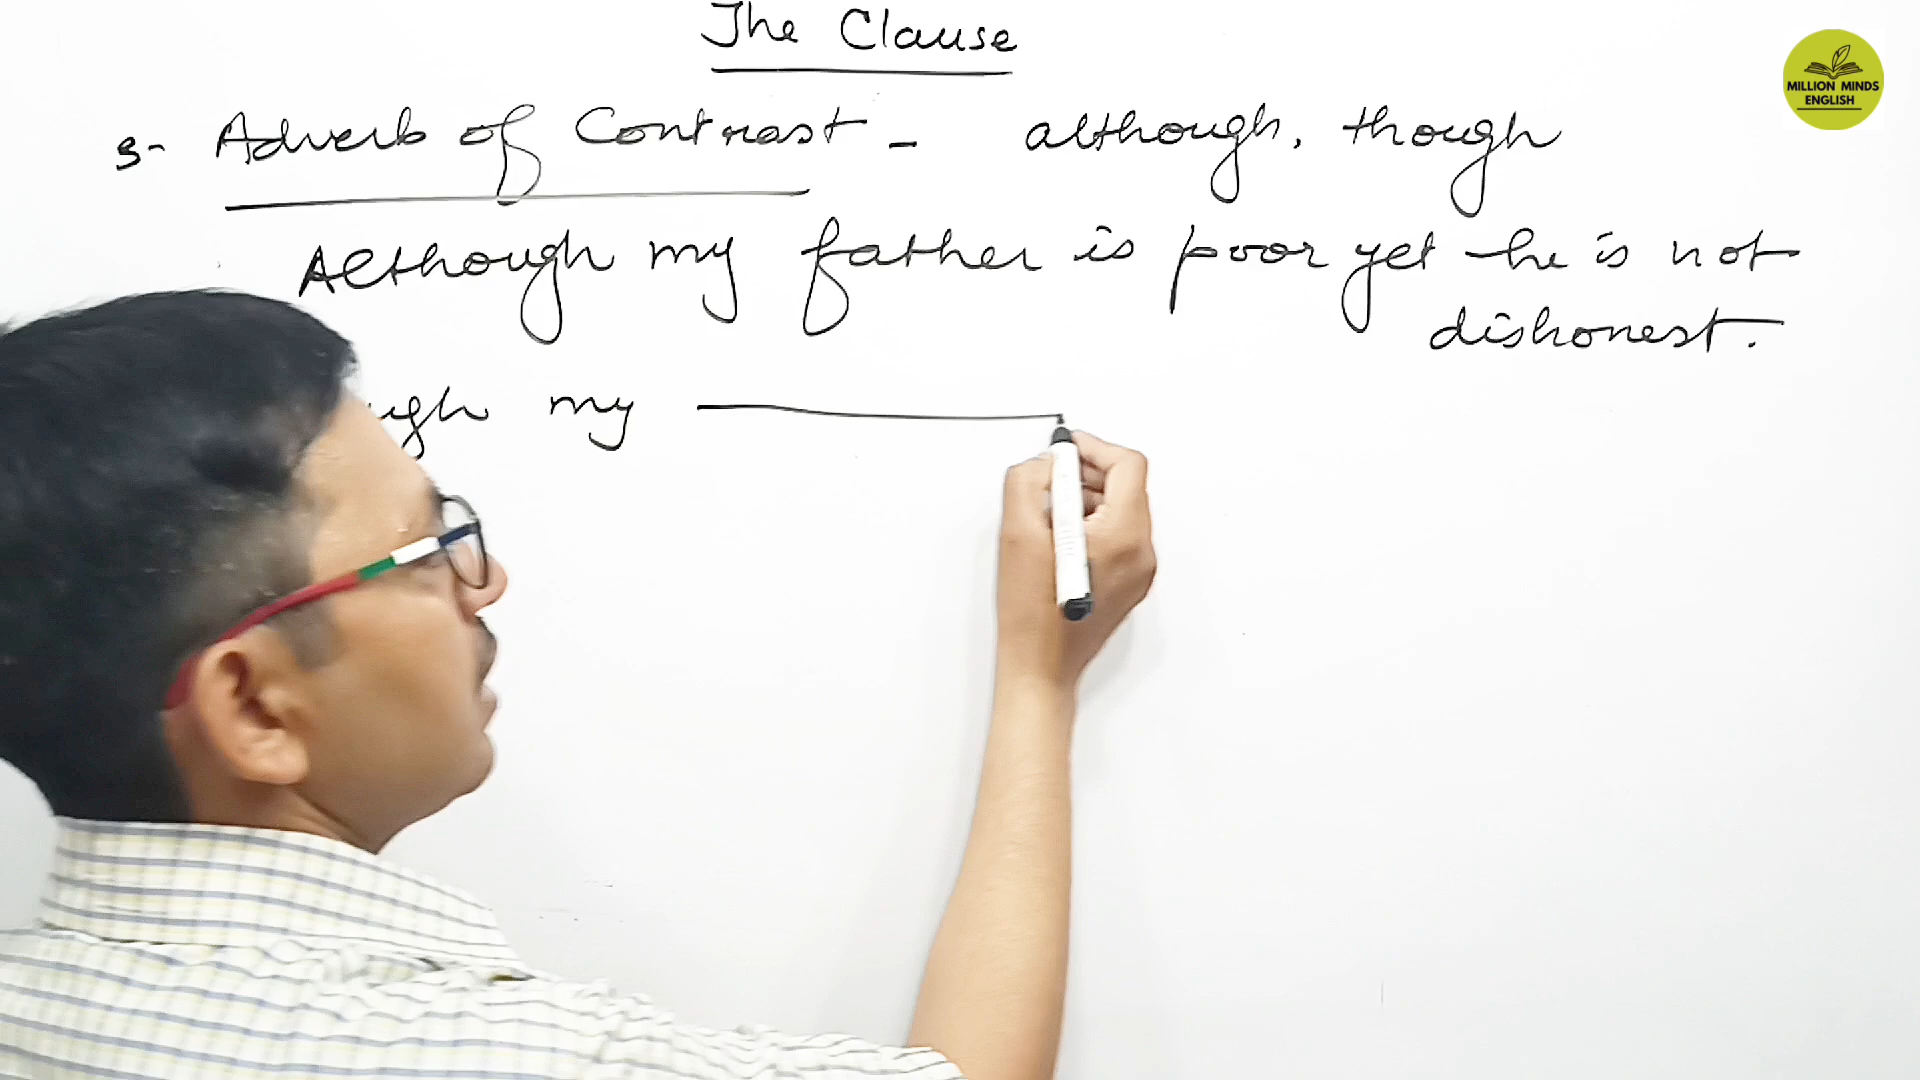 The Clause
3- Adverb of Contrast - although, though
Although my father is poor yet he is not
dishonest.
ugh my
MILLION MINDS
ENGLISH